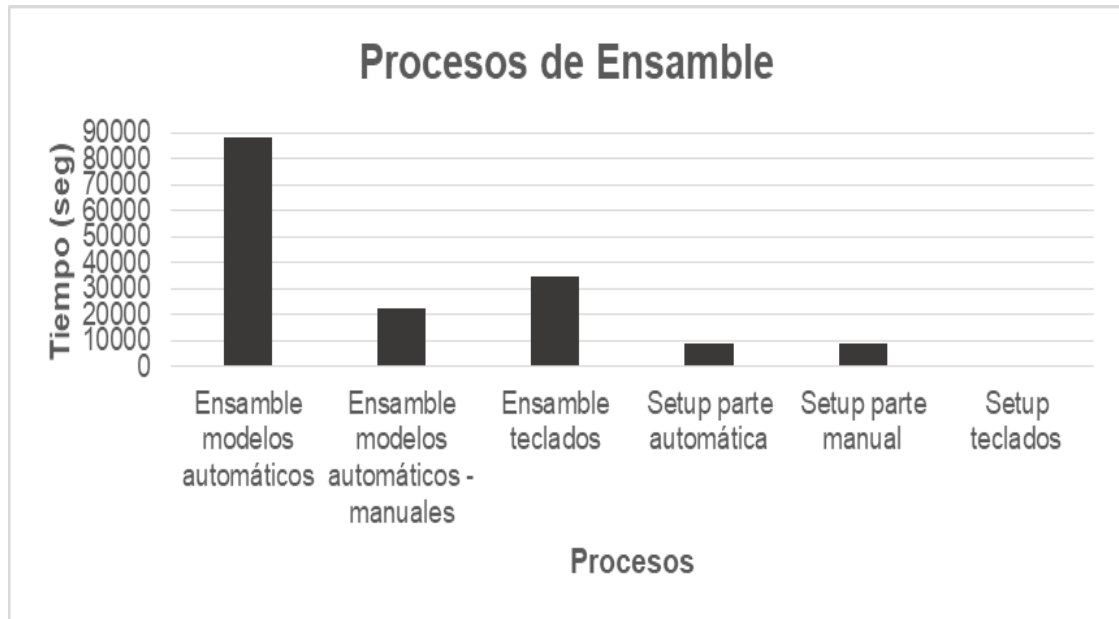 Procesos de Ensamble
Tiempo (seg)
90000
80000
70000
60000
50000
40000
30000
20000
10000
0
Ensamble
modelos
automáticos
Ensamble
modelos
automáticos -
manuales
Ensamble
teclados
Setup parte
automática
Setup parte
manual
Setup
teclados
Procesos